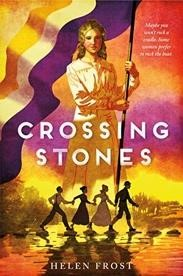 Maybe you
won't rock a
cradle. Some
women prefer
to rock the boat.
CROSSING
STONES
HELEN FROST